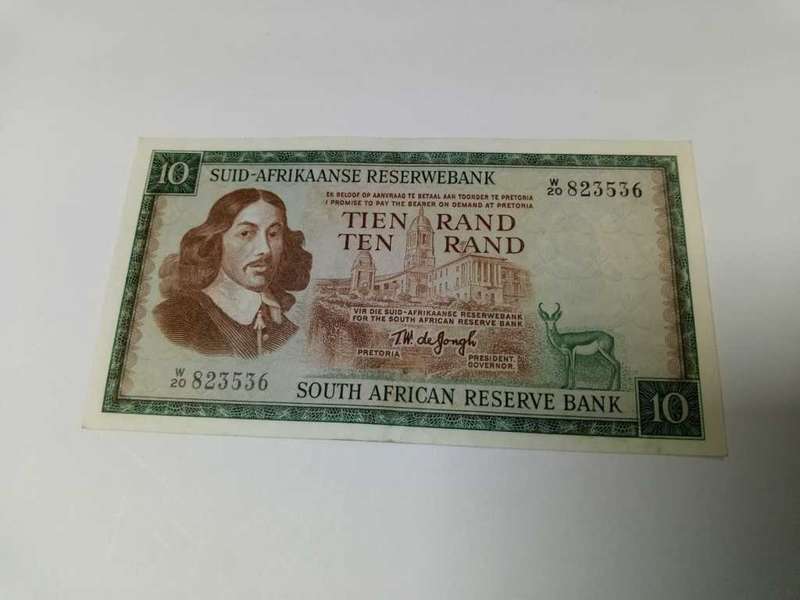 10
SUID-AFRIKAANSE RESERWEBANK
W/20 823536
EK BELOOF OP AANVRAAG TE BETAAL AAN TOONDER TE PRETORIA
I PROMISE TO PAY THE BEARER ON DEMAND AT PRETORIA
TIEN RAND
TEN RAND
VIR DIE SUID-AFRIKAANSE RESERWEBANK
FOR THE SOUTH AFRICAN RESERVE BANK
T.W. de Jongh
PRETORIA
PRESIDENT.
GOVERNOR.
W/20 823536
SOUTH AFRICAN RESERVE BANK
10